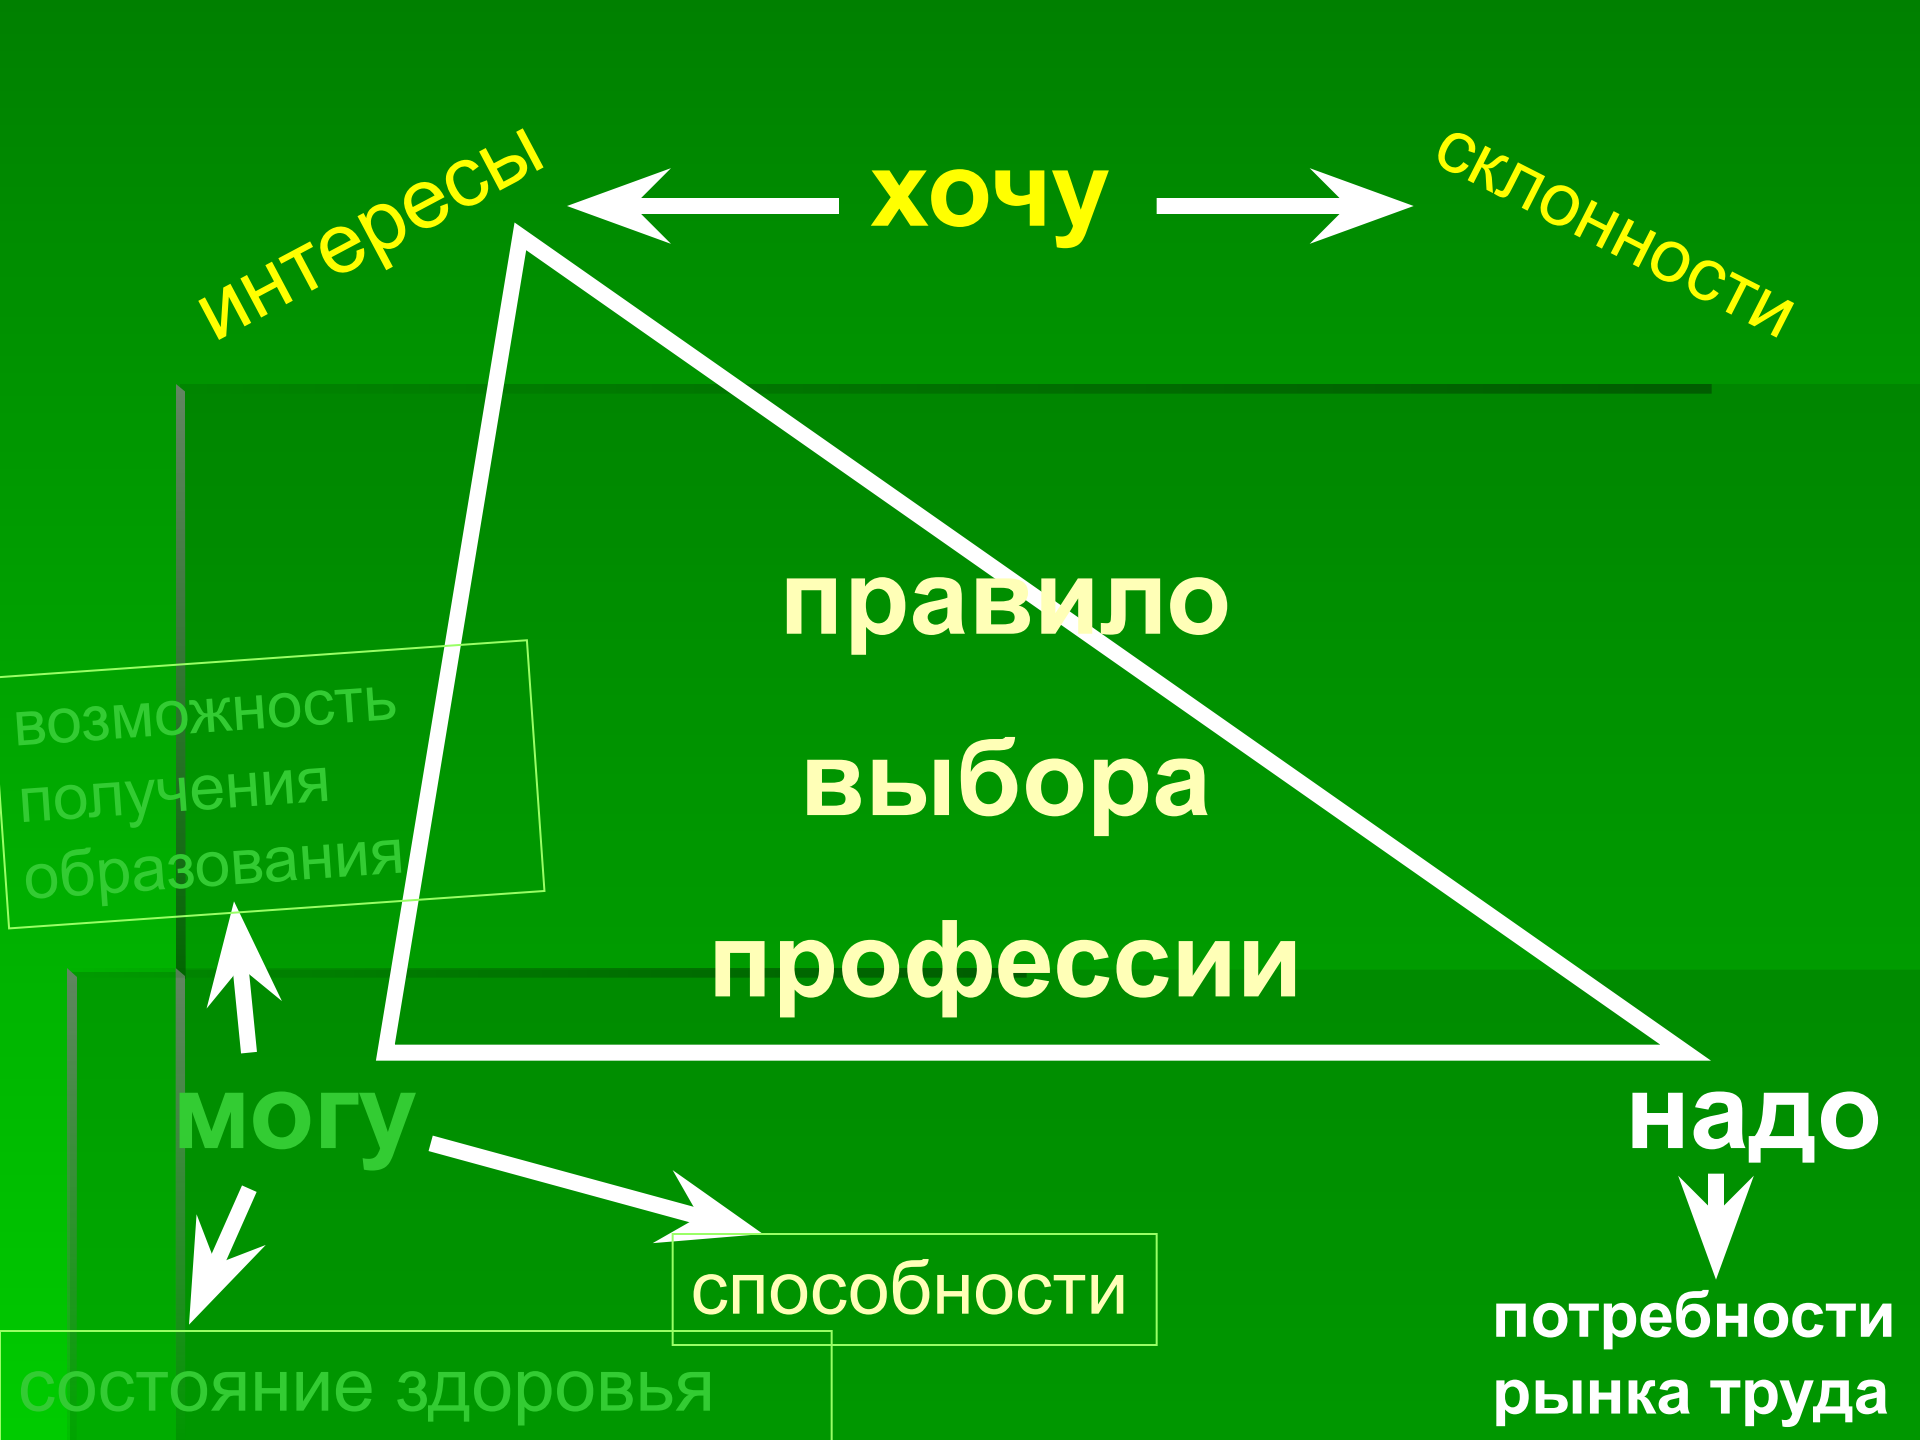 интересы
хочу
склонности
правило
выбора
профессии
возможность
получения
образования
могу
надо
способности
состояние здоровья
потребности
рынка труда